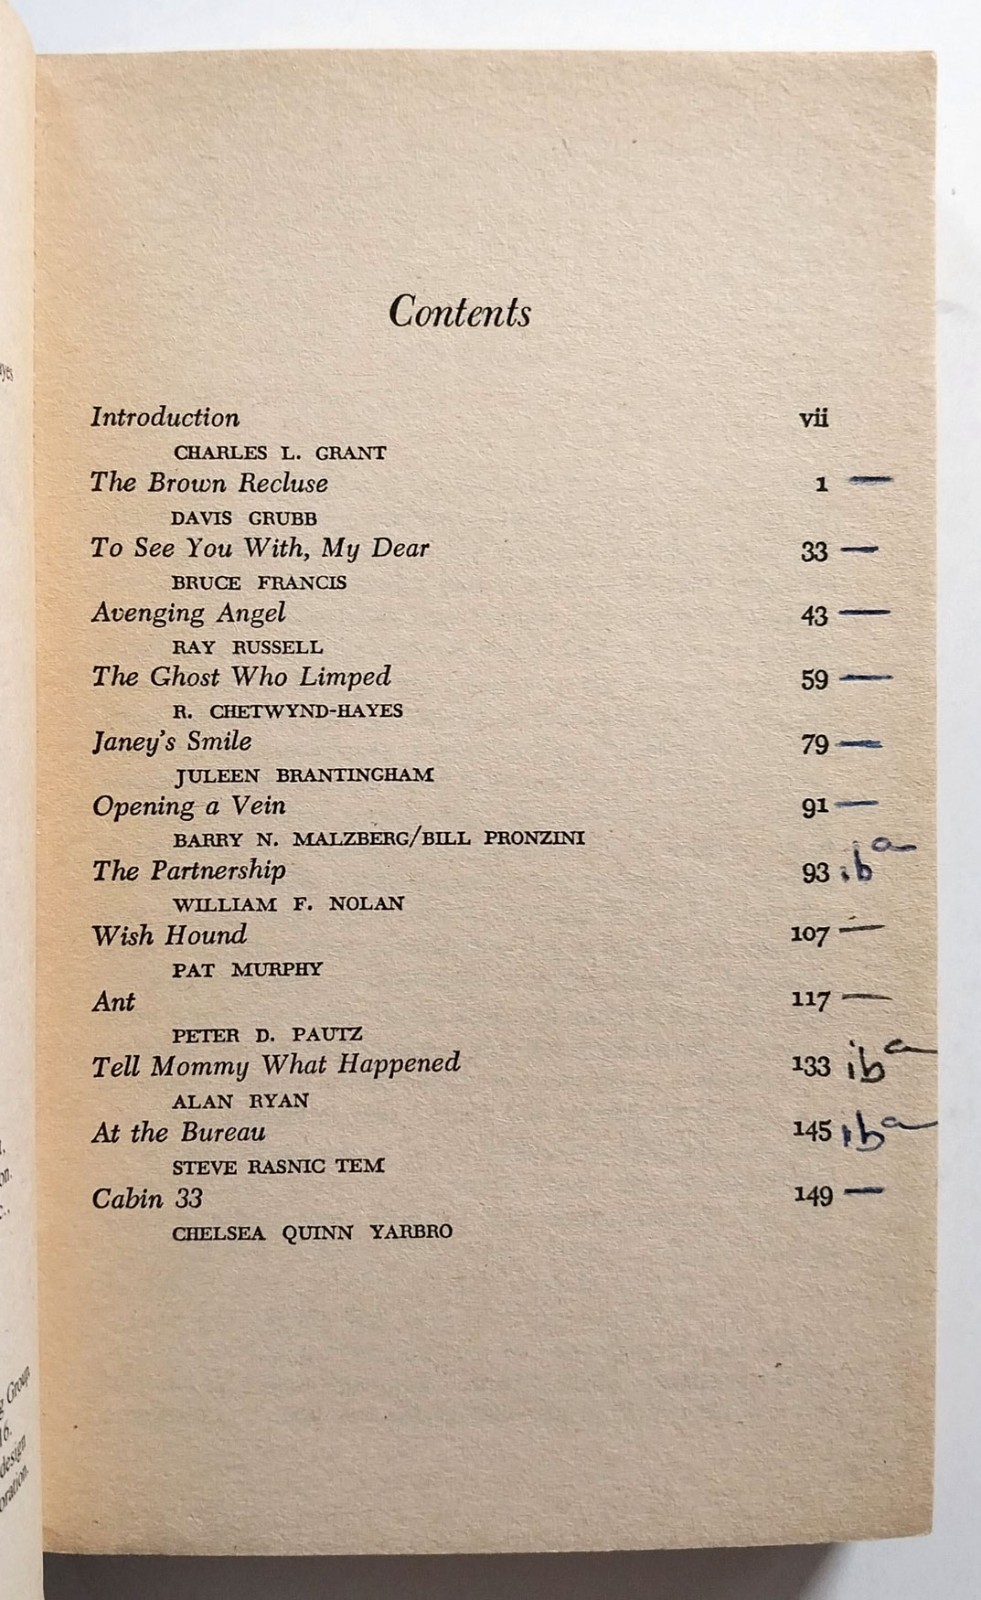 Contents
Introduction vii
CHARLES L. GRANT
The Brown Recluse 1 —
DAVIS GRUBB
To See You With, My Dear 33 —
BRUCE FRANCIS
Avenging Angel 43 —
RAY RUSSELL
The Ghost Who Limped 59 —
R. CHETWYND-HAYES
Janey's Smile 79 —
JULEEN BRANTINGHAM
Opening a Vein 91 —
BARRY N. MALZBERG/BILL PRONZINI
The Partnership 93 iba
WILLIAM F. NOLAN
Wish Hound 107 —
PAT MURPHY
Ant 117 —
PETER D. PAUTZ
Tell Mommy What Happened 133 iba
ALAN RYAN
At the Bureau 145 iba
STEVE RASNIC TEM
Cabin 33 149 —
CHELSEA QUINN YARBRO
Group
16.
design